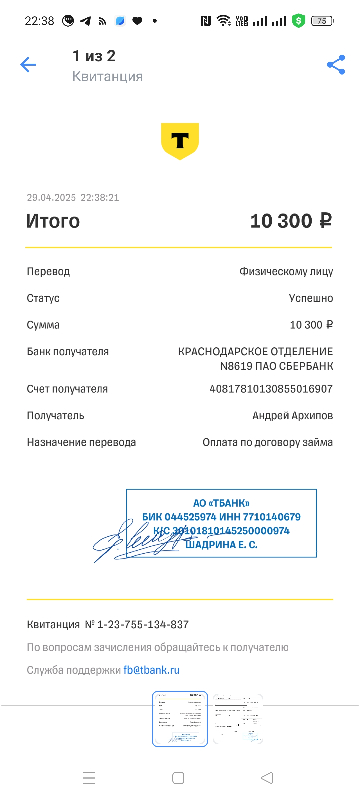 22:38
75
1 из 2
Квитанция
29.04.2025 22:38:21
Итого 10 300 ₽
Перевод Физическому лицу
Статус Успешно
Сумма 10 300 ₽
Банк получателя КРАСНОДАРСКОЕ ОТДЕЛЕНИЕ
N8619 ПАО СБЕРБАНК
Счет получателя 40817810130855016907
Получатель Андрей Архипов
Назначение перевода Оплата по договору займа
АО «ТБАНК»
БИК 044525974 ИНН 7710140679
К/С 30101810145250000974
ШАДРИНА Е. С.
Квитанция № 1-23-755-134-837
По вопросам зачисления обращайтесь к получателю
Служба поддержки fb@tbank.ru